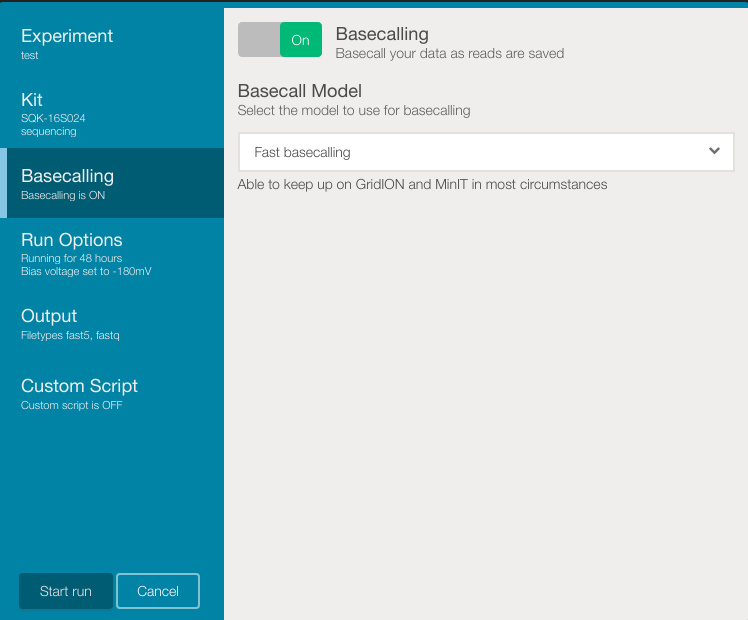 Experiment
test
Kit
SQK-16S024
sequencing
Basecalling
Basecalling is ON
Run Options
Running for 48 hours
Bias voltage set to -180mV
Output
Filetypes fast5, fastq
Custom Script
Custom script is OFF
Start run
Cancel
On
Basecalling
Basecall your data as reads are saved
Basecall Model
Select the model to use for basecalling
Fast basecalling
Able to keep up on GridION and MinIT in most circumstances